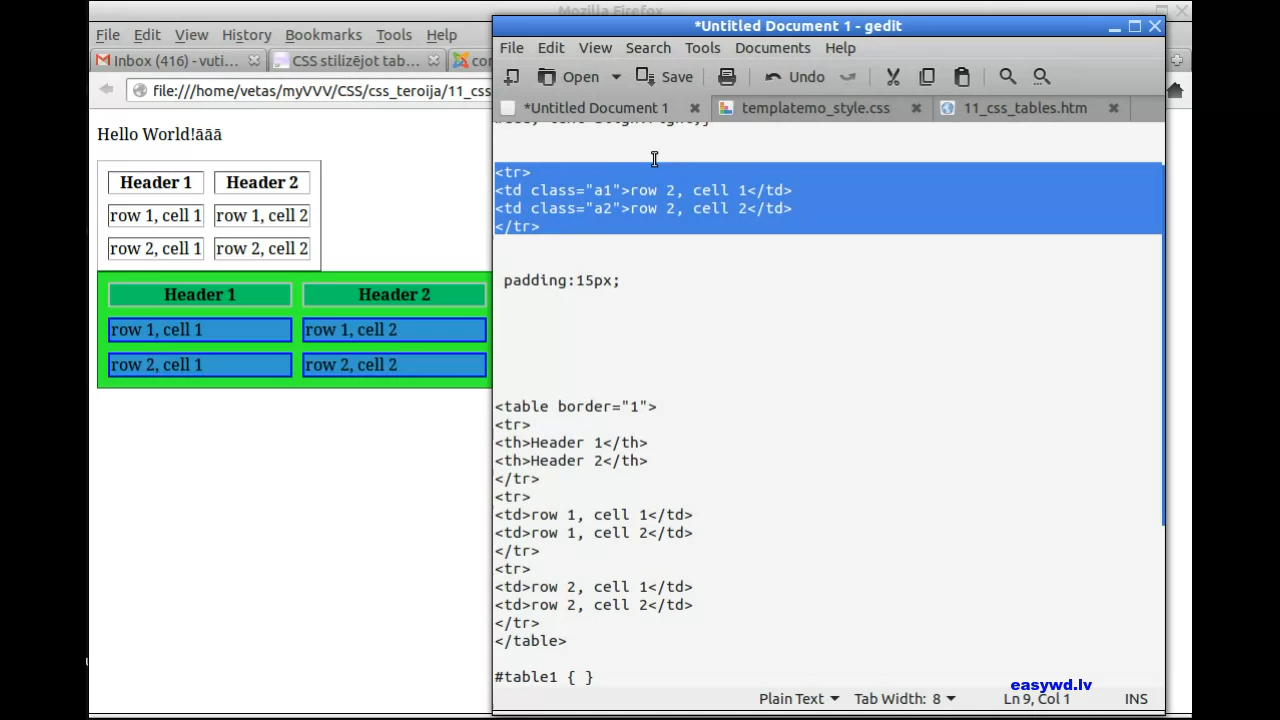 Mozilla Firefox
File Edit View History Bookmarks Tools Help
Inbox (416) - vuti... CSS stilizējot tab... con
file:///home/vetas/myVVV/CSS/css_teroija/11_css
Hello World!āāā
Header 1 Header 2
row 1, cell 1 row 1, cell 2
row 2, cell 1 row 2, cell 2
Header 1 Header 2
row 1, cell 1 row 1, cell 2
row 2, cell 1 row 2, cell 2
*Untitled Document 1 - gedit
File Edit View Search Tools Documents Help
Open Save Undo
*Untitled Document 1 templatemo_style.css 11_css_tables.htm
<tr>
<td class="a1">row 2, cell 1</td>
<td class="a2">row 2, cell 2</td>
</tr>
padding:15px;
<table border="1">
<tr>
<th>Header 1</th>
<th>Header 2</th>
</tr>
<tr>
<td>row 1, cell 1</td>
<td>row 1, cell 2</td>
</tr>
<tr>
<td>row 2, cell 1</td>
<td>row 2, cell 2</td>
</tr>
</table>
#table1 { }
easywd.lv
Plain Text Tab Width: 8 Ln 9, Col 1 INS